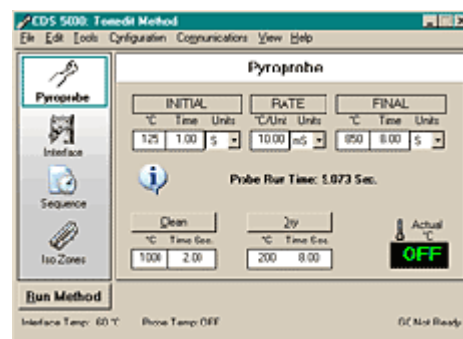 CDS 5000: Tomedit Method
File Edit Tools Configuration Communications View Help
Pyroprobe
Pyroprobe
INITIAL RATE FINAL
°C Time Units °C/Unit Units °C Time Units
125 1.00 S 10.00 mS 850 8.00 S
Interface
Probe Run Time: 8.073 Sec.
Sequence
Clean Dry
°C Time Sec. °C Time Sec.
1000 2.00 200 8.00
Actual
°C
OFF
Iso Zones
Run Method
Interface Temp: 60 °C Probe Temp: OFF GC Not Ready